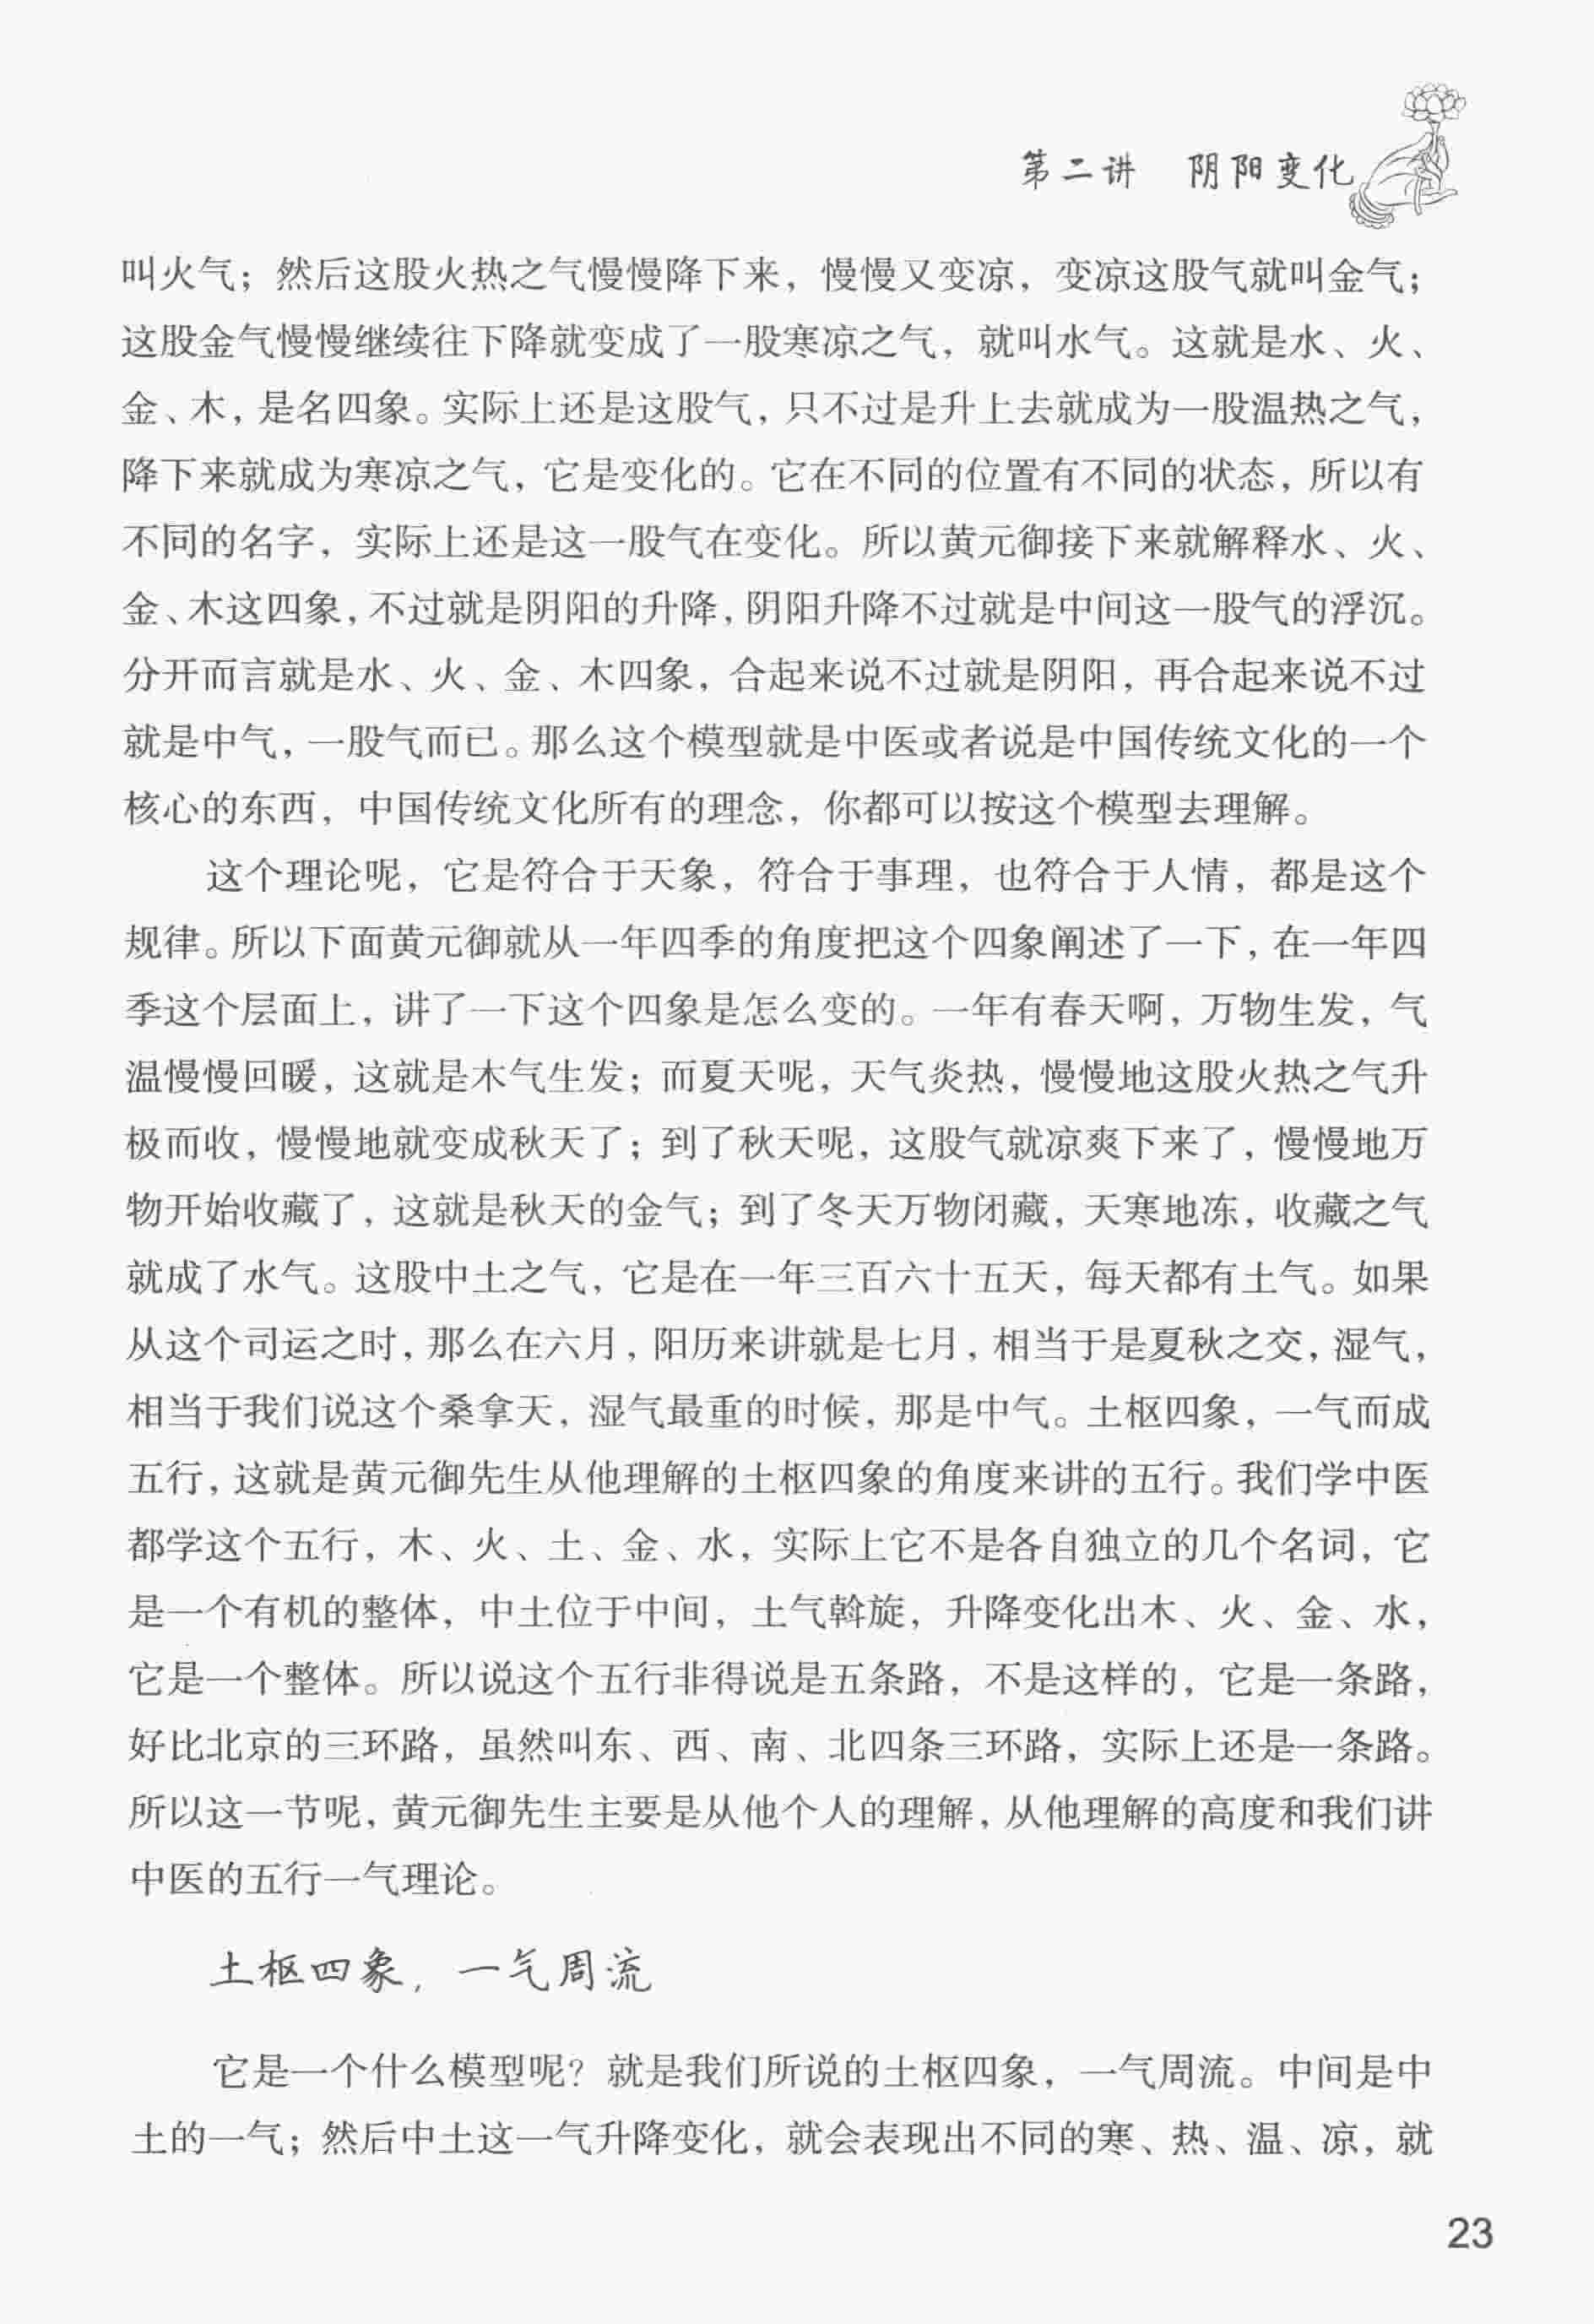 第二讲　阴阳变化
叫火气；然后这股火热之气慢慢降下来，慢慢又变凉，变凉这股气就叫金气；
这股金气慢慢继续往下降就变成了一股寒凉之气，就叫水气。这就是水、火、
金、木，是名四象。实际上还是这股气，只不过是升上去就成为一股温热之气，
降下来就成为寒凉之气，它是变化的。它在不同的位置有不同的状态，所以有
不同的名字，实际上还是这一股气在变化。所以黄元御接下来就解释水、火、
金、木这四象，不过就是阴阳的升降，阴阳升降不过就是中间这一股气的浮沉。
分开而言就是水、火、金、木四象，合起来说不过就是阴阳，再合起来说不过
就是中气，一股气而已。那么这个模型就是中医或者说是中国传统文化的一个
核心的东西，中国传统文化所有的理念，你都可以按这个模型去理解。
这个理论呢，它是符合于天象，符合于事理，也符合于人情，都是这个
规律。所以下面黄元御就从一年四季的角度把这个四象阐述了一下，在一年四
季这个层面上，讲了一下这个四象是怎么变的。一年有春天啊，万物生发，气
温慢慢回暖，这就是木气生发；而夏天呢，天气炎热，慢慢地这股火热之气升
极而收，慢慢地就变成秋天了；到了秋天呢，这股气就凉爽下来了，慢慢地万
物开始收藏了，这就是秋天的金气；到了冬天万物闭藏，天寒地冻，收藏之气
就成了水气。这股中土之气，它是在一年三百六十五天，每天都有土气。如果
从这个司运之时，那么在六月，阳历来讲就是七月，相当于是夏秋之交，湿气，
相当于我们说这个桑拿天，湿气最重的时候，那是中气。土枢四象，一气而成
五行，这就是黄元御先生从他理解的土枢四象的角度来讲的五行。我们学中医
都学这个五行，木、火、土、金、水，实际上它不是各自独立的几个名词，它
是一个有机的整体，中土位于中间，土气斡旋，升降变化出木、火、金、水，
它是一个整体。所以说这个五行非得说是五条路，不是这样的，它是一条路，
好比北京的三环路，虽然叫东、西、南、北四条三环路，实际上还是一条路。
所以这一节呢，黄元御先生主要是从他个人的理解，从他理解的高度和我们讲
中医的五行一气理论。
土枢四象，一气周流
它是一个什么模型呢？就是我们所说的土枢四象，一气周流。中间是中
土的一气；然后中土这一气升降变化，就会表现出不同的寒、热、温、凉，就
23